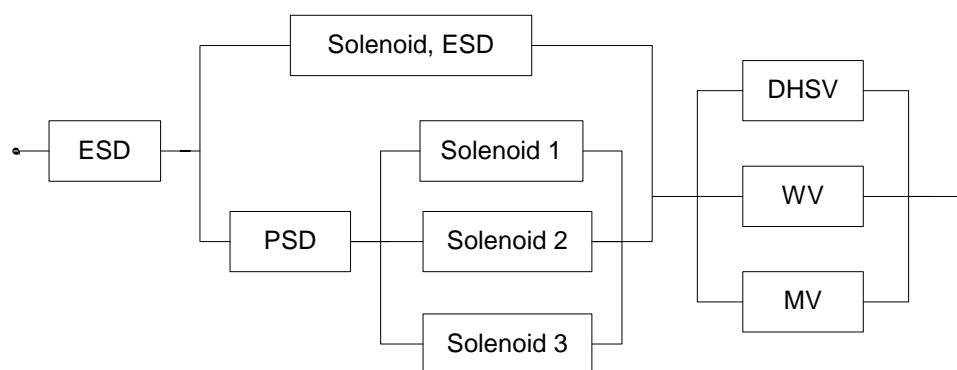 Solenoid, ESD
DHSV
ESD
Solenoid 1
WV
PSD
Solenoid 2
MV
Solenoid 3